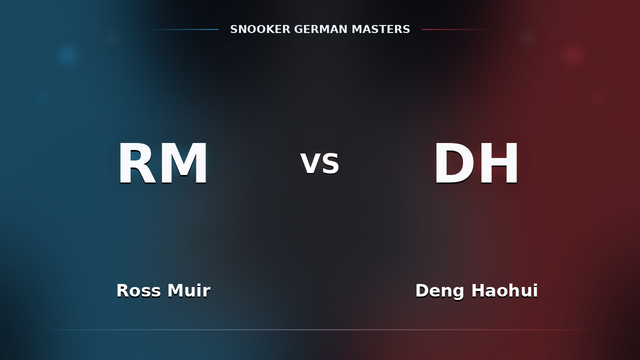 SNOOKER GERMAN MASTERS
RM
VS
DH
Ross Muir
Deng Haohui